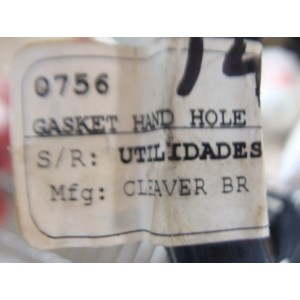 0756
GASKET HAND HOLE
S/R: UTILIDADES
Mfg: CLEAVER BR